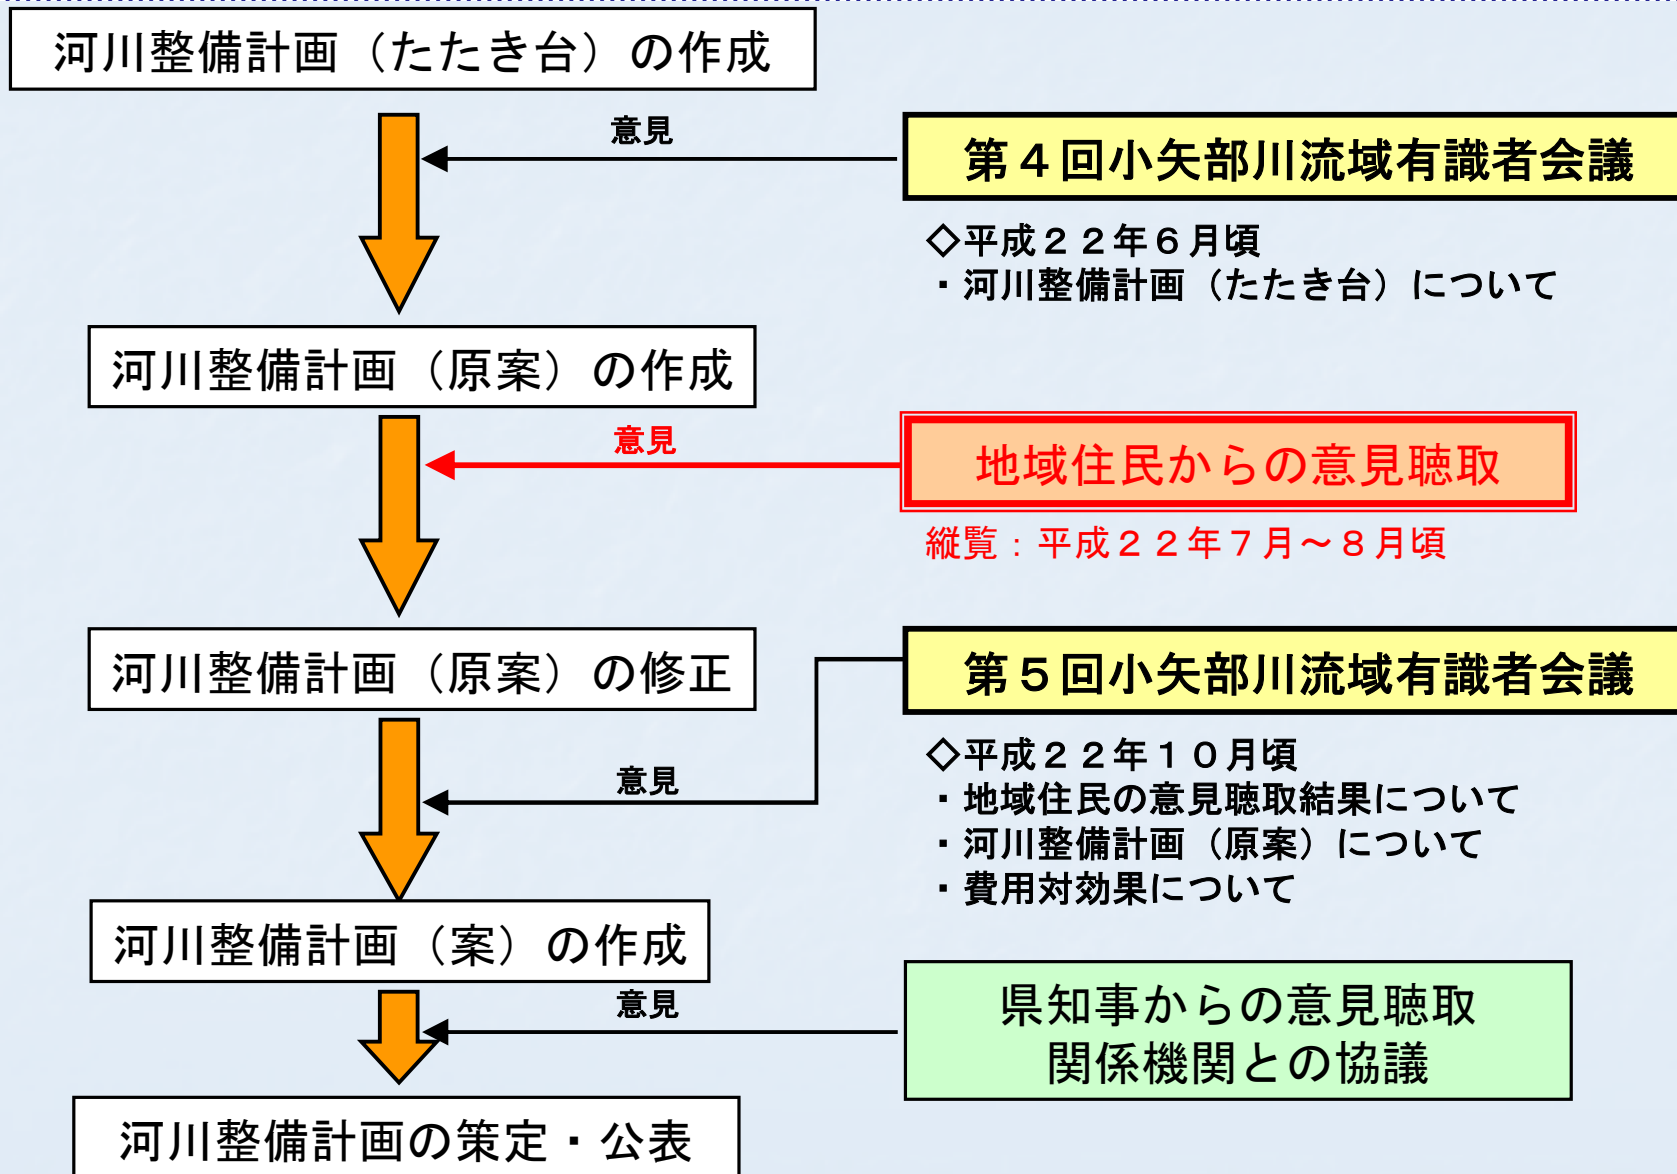 河川整備計画（たたき台）の作成
意見
第４回小矢部川流域有識者会議
◇平成２２年６月頃
・河川整備計画（たたき台）について
河川整備計画（原案）の作成
意見
地域住民からの意見聴取
縦覧：平成２２年７月～８月頃
河川整備計画（原案）の修正
第５回小矢部川流域有識者会議
意見
◇平成２２年１０月頃
・地域住民の意見聴取結果について
・河川整備計画（原案）について
・費用対効果について
河川整備計画（案）の作成
意見
県知事からの意見聴取
関係機関との協議
河川整備計画の策定・公表